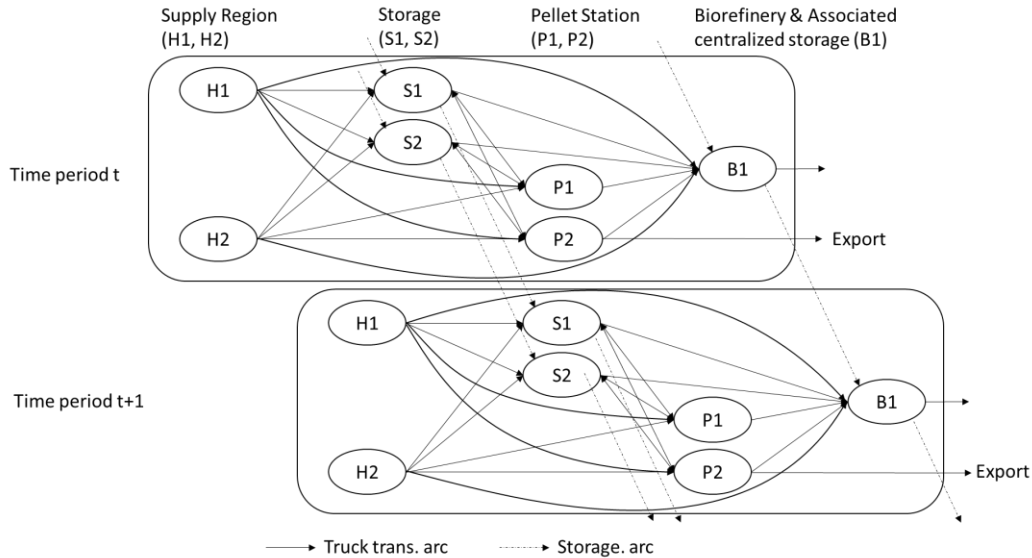 Supply Region
(H1, H2)
Storage
(S1, S2)
Pellet Station
(P1, P2)
Biorefinery & Associated
centralized storage (B1)
Time period t
H1
S1
S2
P1
B1
H2
P2
Export
Time period t+1
H1
S1
S2
P1
B1
H2
P2
Export
Truck trans. arc
Storage. arc